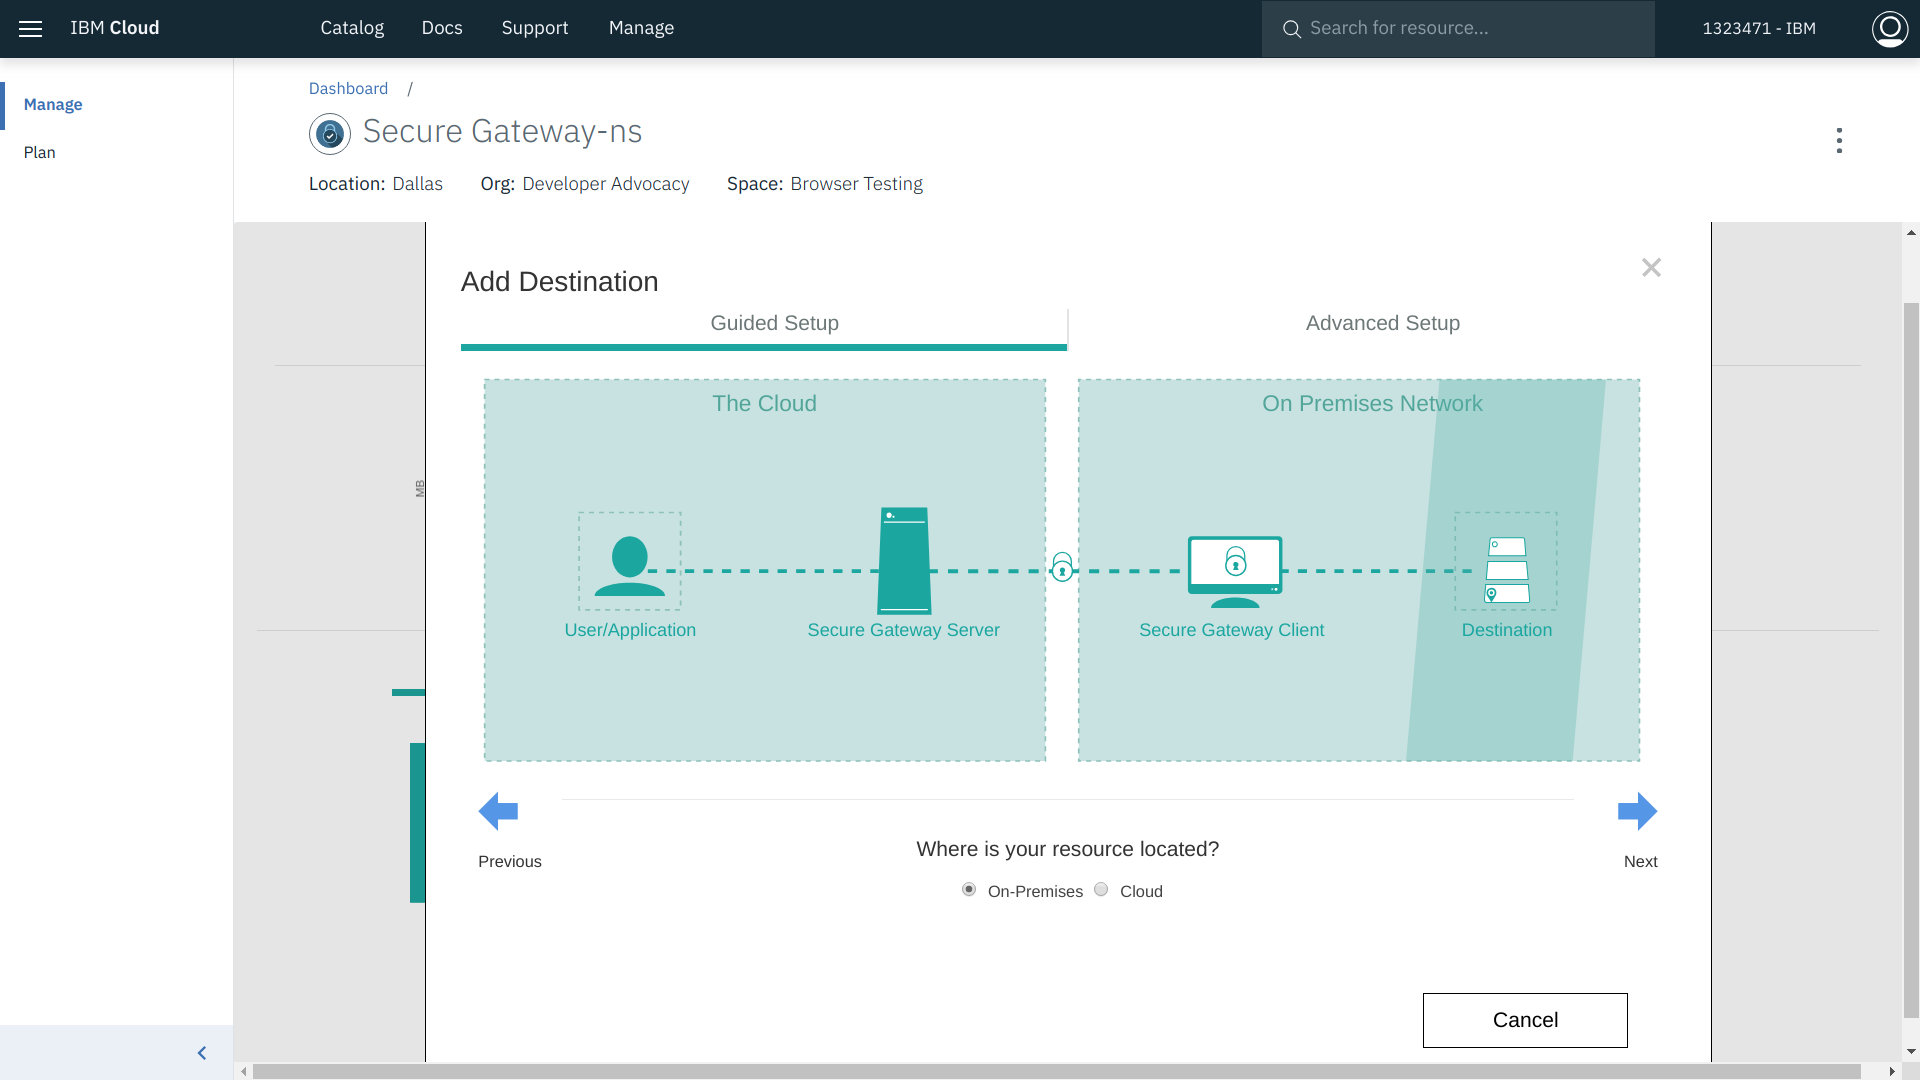 IBM Cloud
Catalog
Docs
Support
Manage
Search for resource...
1323471 - IBM
Manage
Plan
Dashboard /
Secure Gateway-ns
Location: Dallas
Org: Developer Advocacy
Space: Browser Testing
MB
Add Destination
Guided Setup
Advanced Setup
The Cloud
On Premises Network
User/Application
Secure Gateway Server
Secure Gateway Client
Destination
Previous
Next
Where is your resource located?
On-Premises
Cloud
Cancel